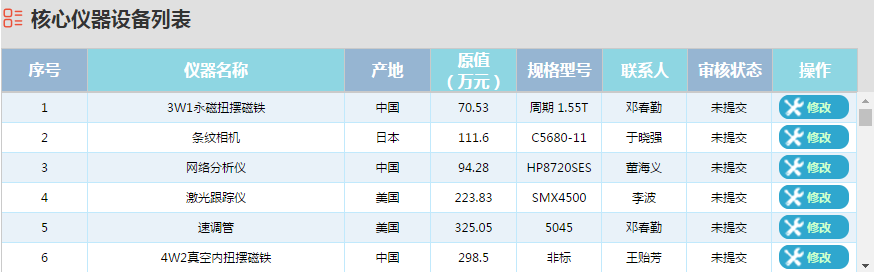 核心仪器设备列表
序号 仪器名称 产地 原值（万元） 规格型号 联系人 审核状态 操作
1 3W1永磁扭摆磁铁 中国 70.53 周期 1.55T 邓春勤 未提交 修改
2 条纹相机 日本 111.6 C5680-11 于晓强 未提交 修改
3 网络分析仪 中国 94.28 HP8720SES 董海义 未提交 修改
4 激光跟踪仪 美国 223.83 SMX4500 李波 未提交 修改
5 速调管 美国 325.05 5045 邓春勤 未提交 修改
6 4W2真空内扭摆磁铁 中国 298.5 非标 王贻芳 未提交 修改